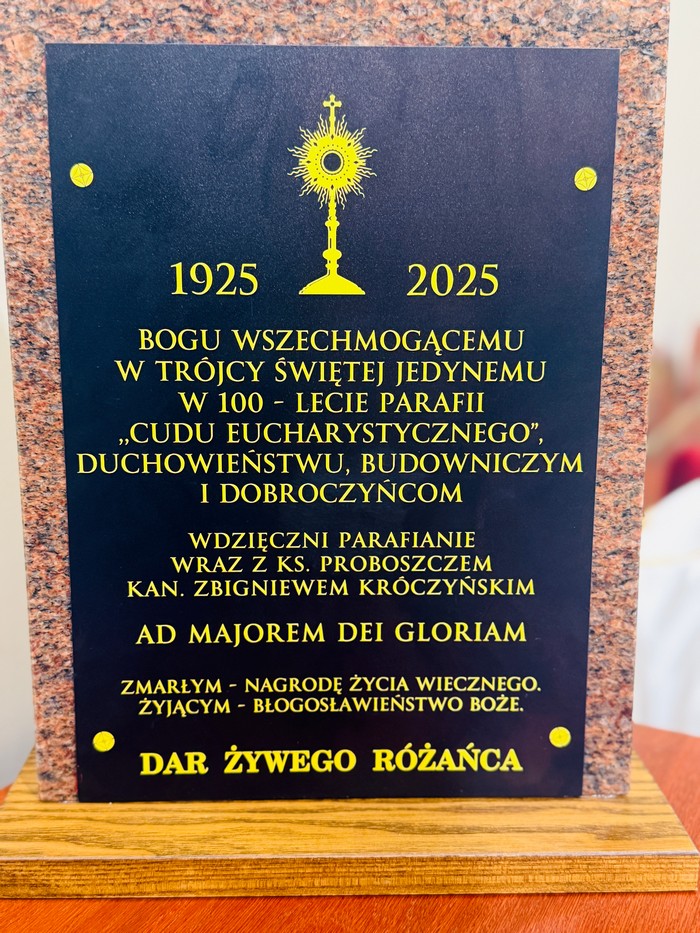 1925 2025
BOGU WSZECHMOGĄCEMU
W TRÓJCY ŚWIĘTEJ JEDYNEMU
W 100 - LECIE PARAFII
,,CUDU EUCHARYSTYCZNEGO”,
DUCHOWIEŃSTWU, BUDOWNICZYM
I DOBROCZYŃCOM
WDZIĘCZNI PARAFIANIE
WRAZ Z KS. PROBOSZCZEM
KAN. ZBIGNIEWEM KRÓCZYŃSKIM
AD MAJOREM DEI GLORIAM
ZMARŁYM - NAGRODĘ ŻYCIA WIECZNEGO.
ŻYJĄCYM - BŁOGOSŁAWIEŃSTWO BOŻE.
DAR ŻYWEGO RÓŻAŃCA